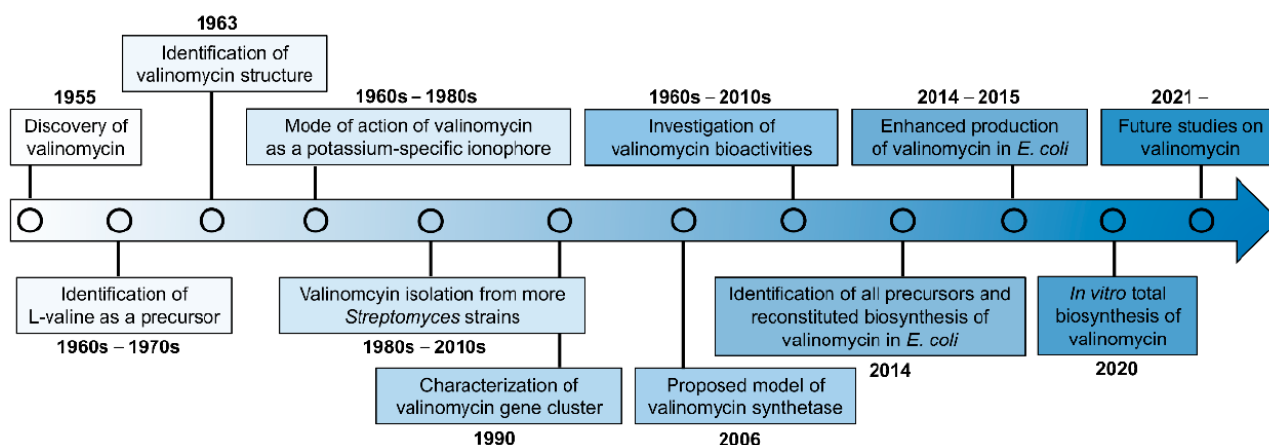 1955
Discovery of
valinomycin
Identification of
L-valine as a precursor
1960s – 1970s
1963
Identification of
valinomycin structure
1960s – 1980s
Mode of action of valinomycin
as a potassium-specific ionophore
Valinomcyin isolation from more
Streptomyces strains
1980s – 2010s
Characterization of
valinomycin gene cluster
1990
Proposed model of
valinomycin synthetase
2006
1960s – 2010s
Investigation of
valinomycin bioactivities
Identification of all precursors and
reconstituted biosynthesis of
valinomycin in E. coli
2014
2014 – 2015
Enhanced production
of valinomycin in E. coli
In vitro total
biosynthesis of
valinomycin
2020
2021 –
Future studies on
valinomycin